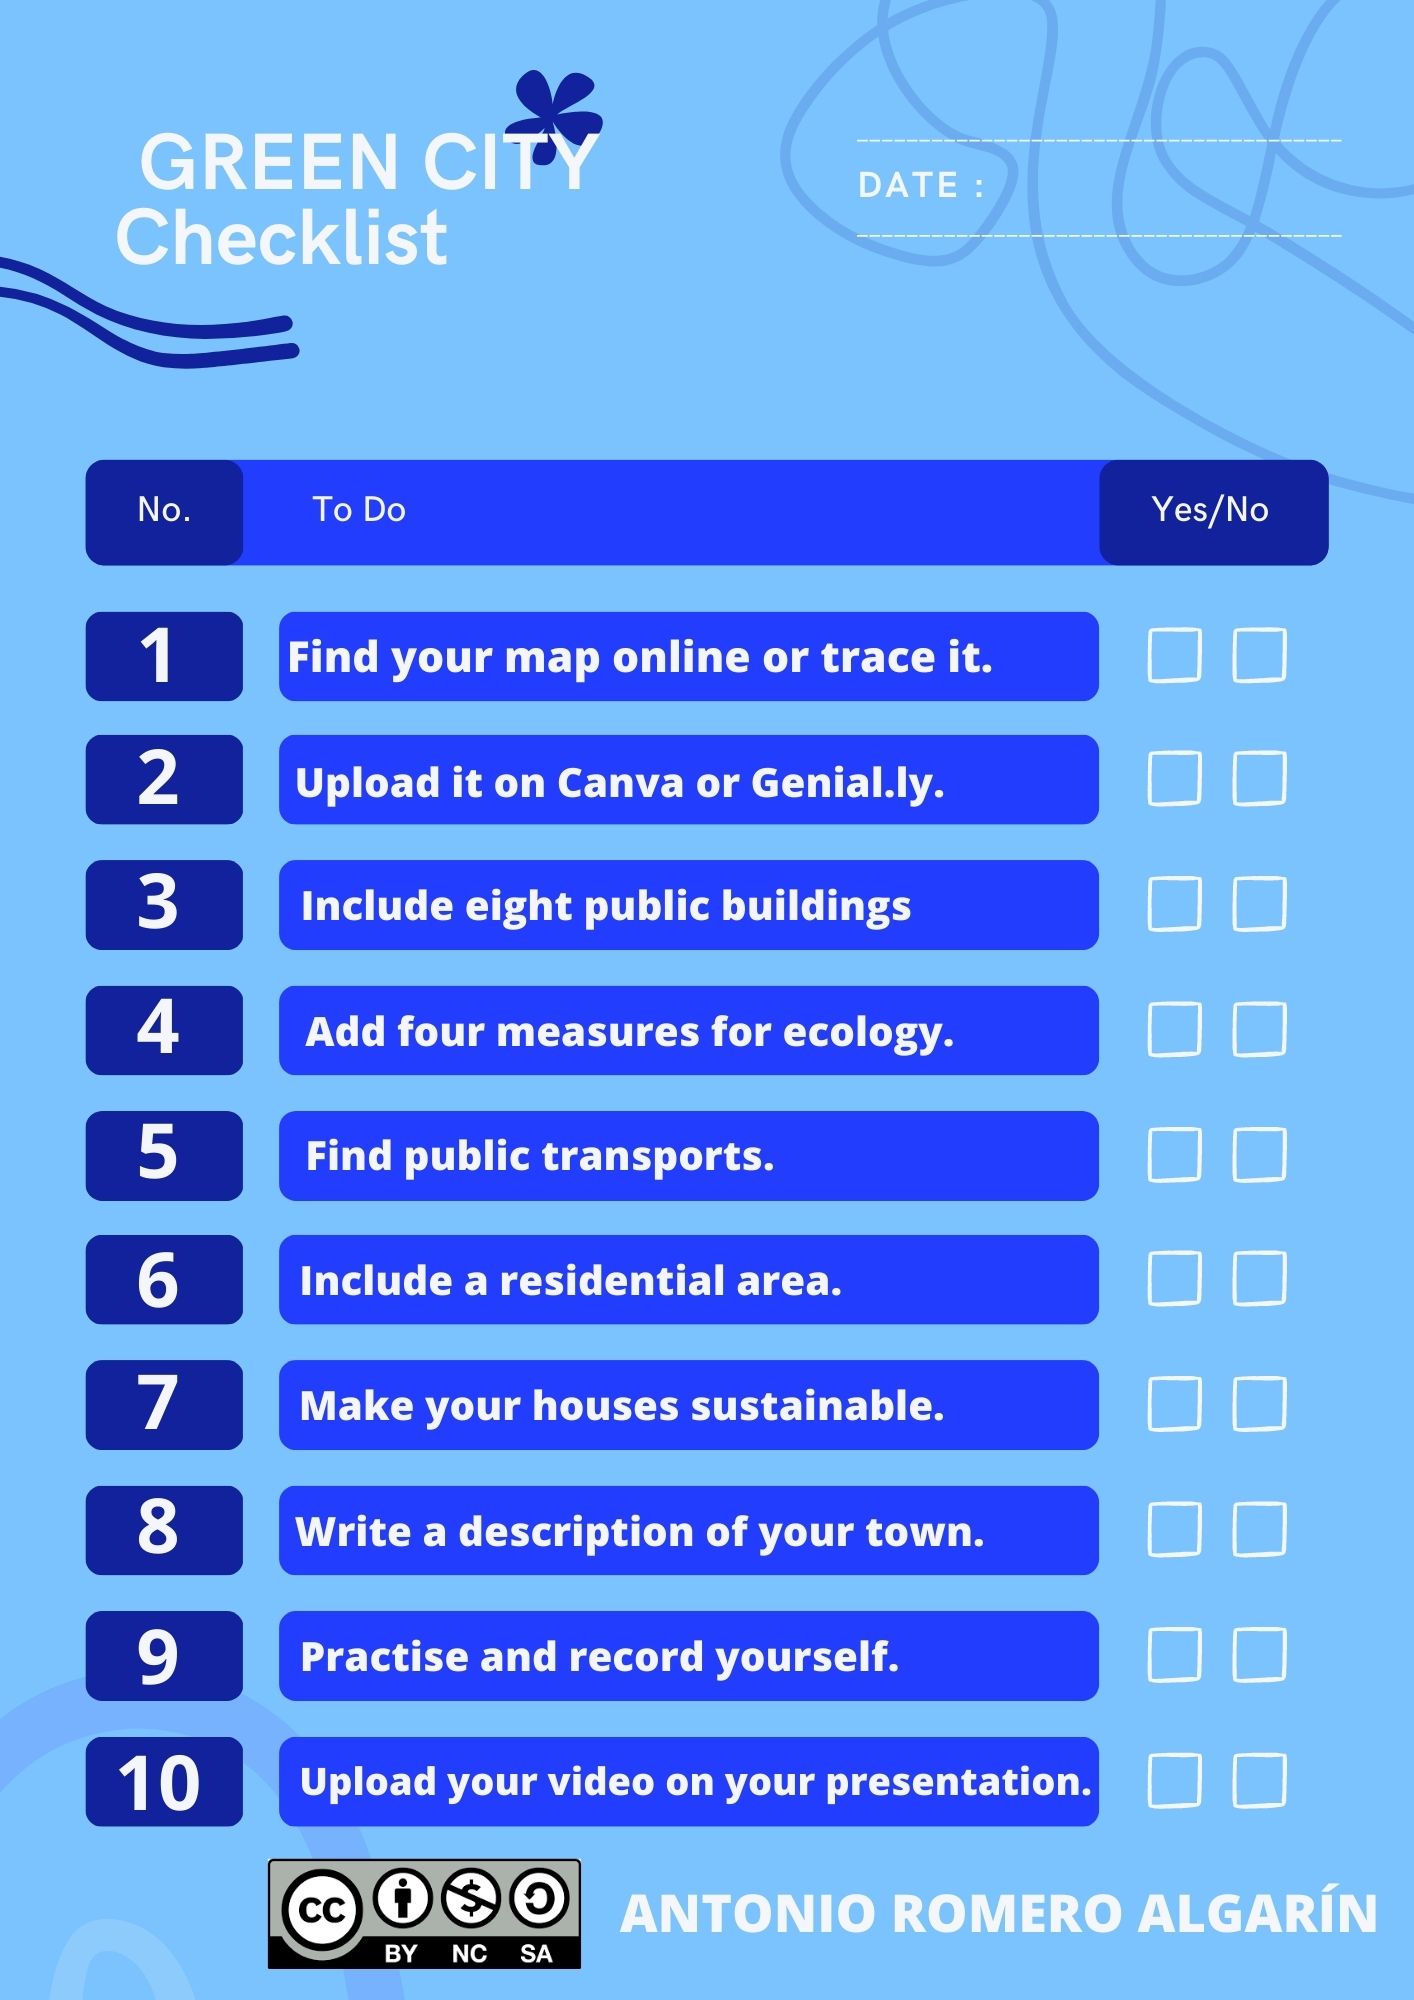 GREEN CITY
Checklist
DATE :
No. To Do Yes/No
1 Find your map online or trace it.
2 Upload it on Canva or Genial.ly.
3 Include eight public buildings
4 Add four measures for ecology.
5 Find public transports.
6 Include a residential area.
7 Make your houses sustainable.
8 Write a description of your town.
9 Practise and record yourself.
10 Upload your video on your presentation.
CC BY NC SA
ANTONIO ROMERO ALGARÍN